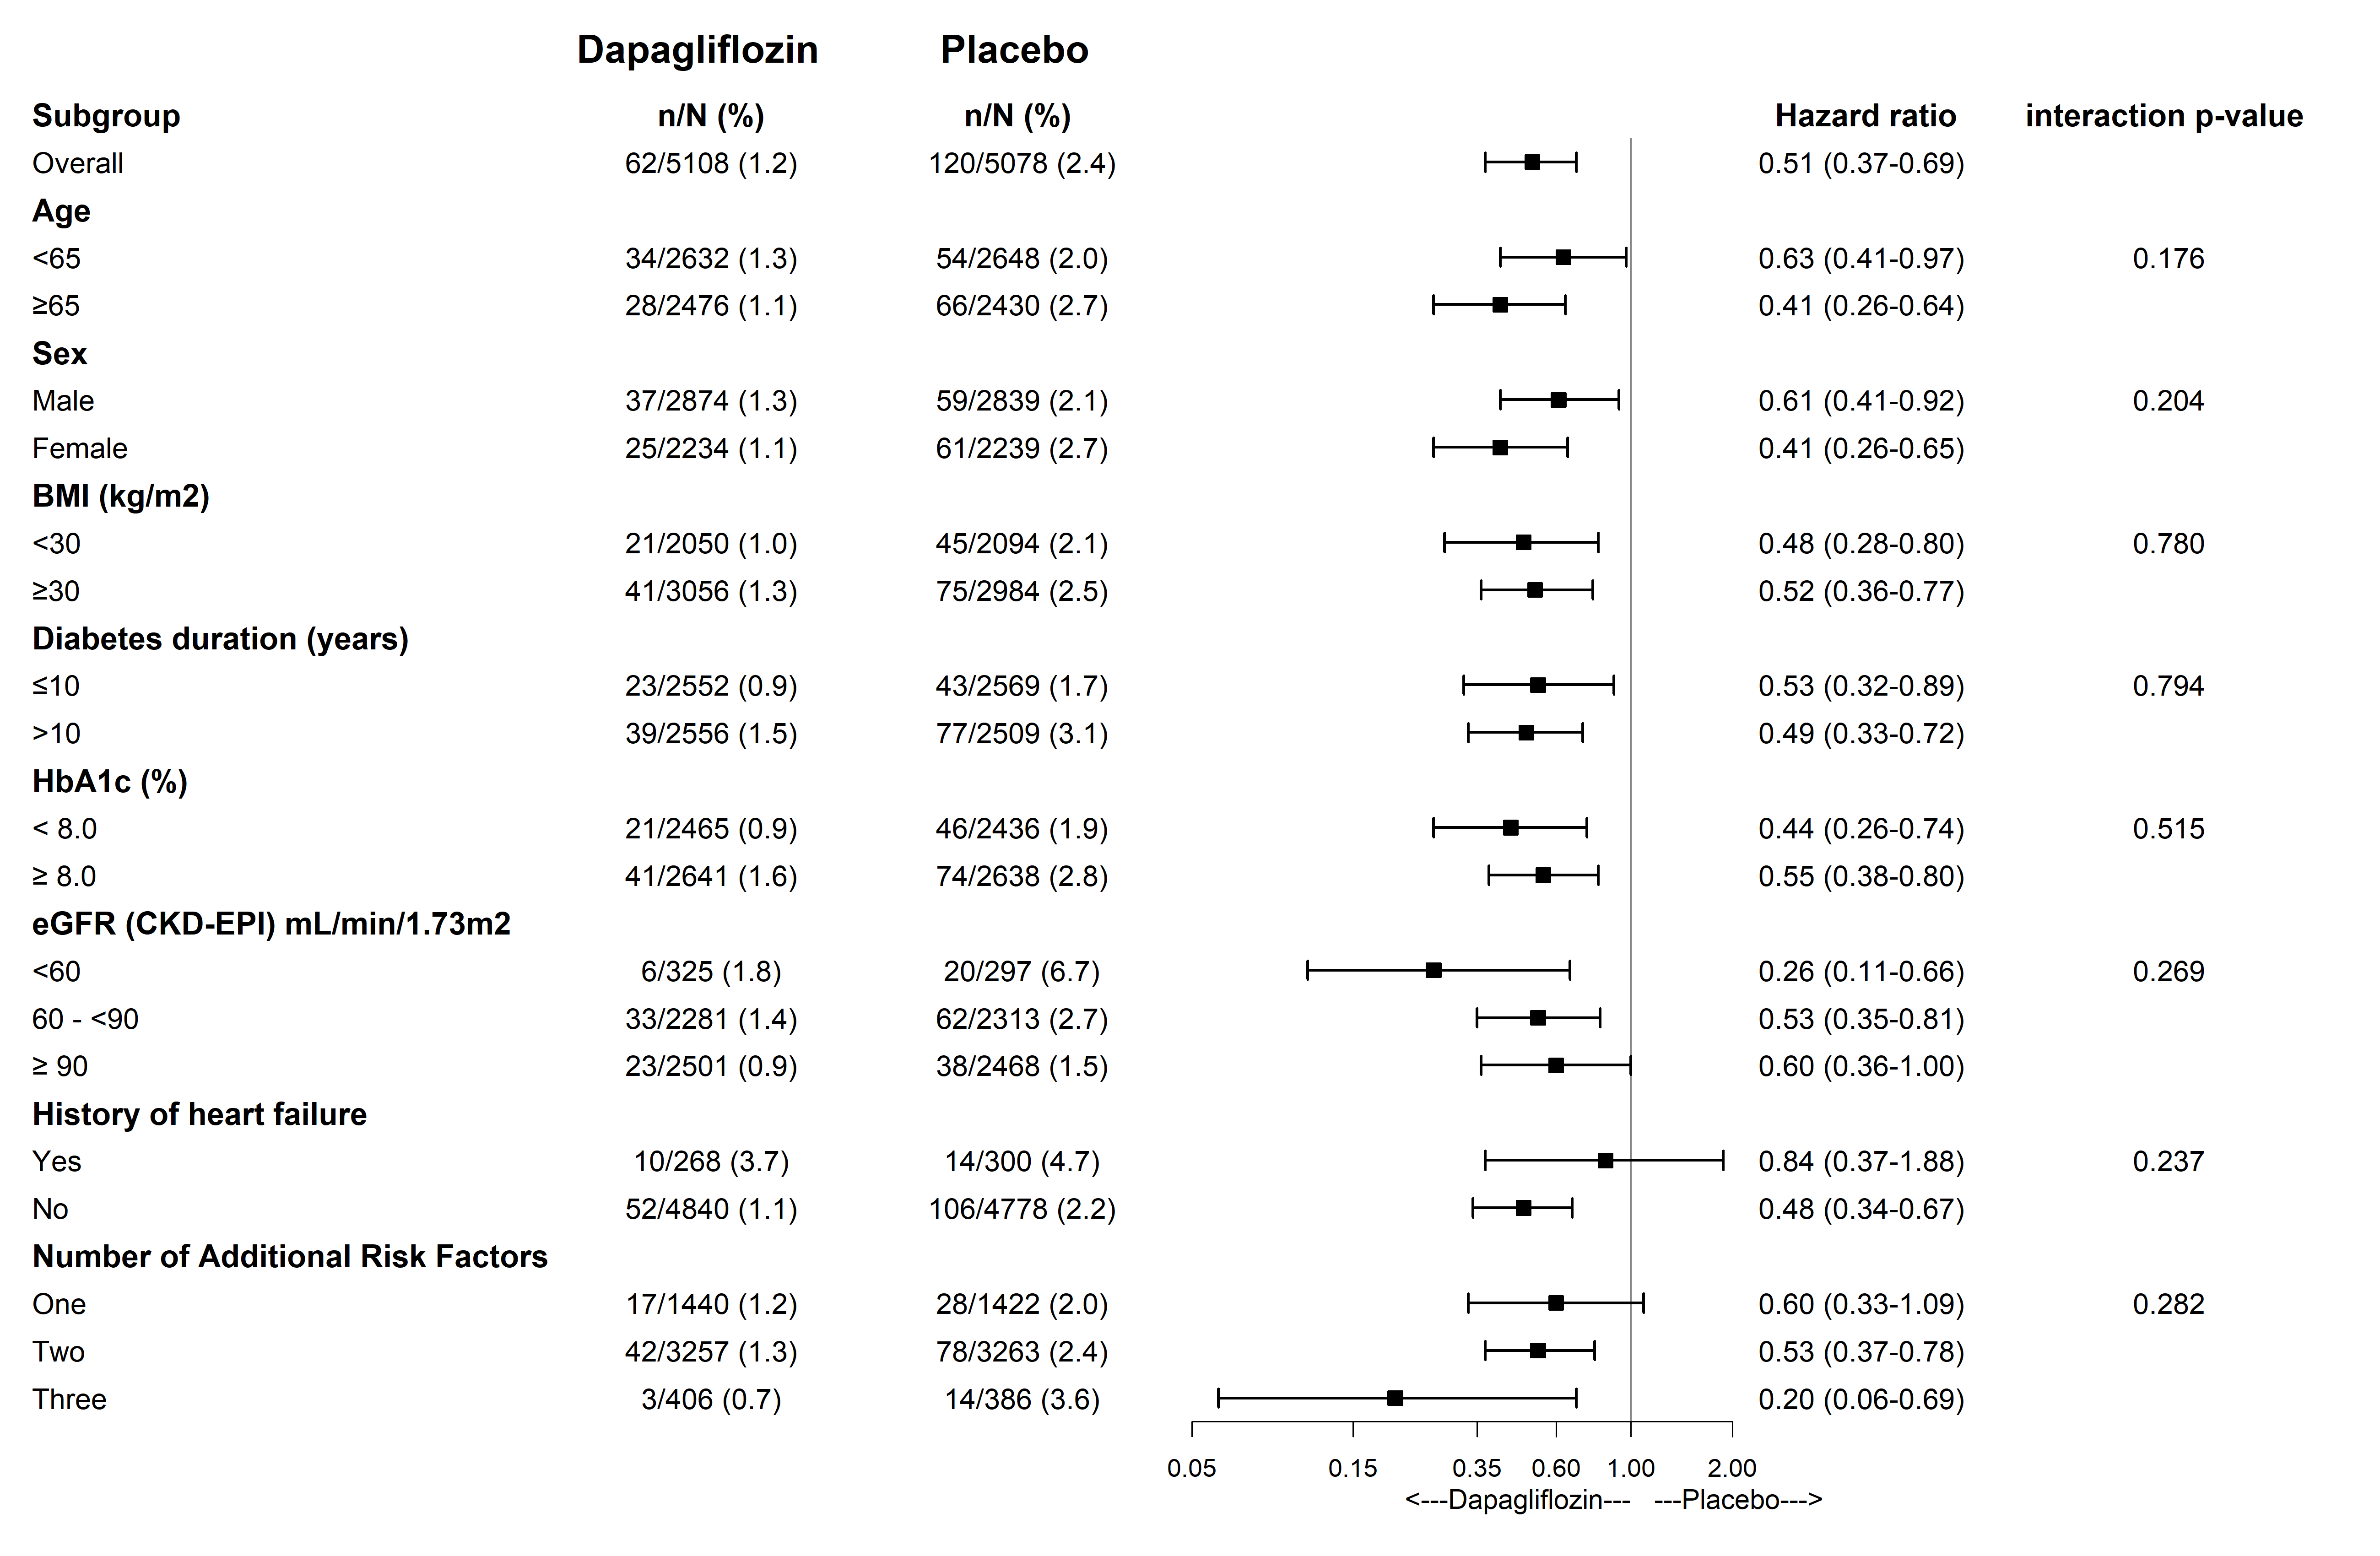 Dapagliflozin Placebo
Subgroup n/N (%) n/N (%) Hazard ratio interaction p-value
Overall 62/5108 (1.2) 120/5078 (2.4) 0.51 (0.37-0.69)
Age
<65 34/2632 (1.3) 54/2648 (2.0) 0.63 (0.41-0.97) 0.176
≥65 28/2476 (1.1) 66/2430 (2.7) 0.41 (0.26-0.64)
Sex
Male 37/2874 (1.3) 59/2839 (2.1) 0.61 (0.41-0.92) 0.204
Female 25/2234 (1.1) 61/2239 (2.7) 0.41 (0.26-0.65)
BMI (kg/m2)
<30 21/2050 (1.0) 45/2094 (2.1) 0.48 (0.28-0.80) 0.780
≥30 41/3056 (1.3) 75/2984 (2.5) 0.52 (0.36-0.77)
Diabetes duration (years)
≤10 23/2552 (0.9) 43/2569 (1.7) 0.53 (0.32-0.89) 0.794
>10 39/2556 (1.5) 77/2509 (3.1) 0.49 (0.33-0.72)
HbA1c (%)
< 8.0 21/2465 (0.9) 46/2436 (1.9) 0.44 (0.26-0.74) 0.515
≥ 8.0 41/2641 (1.6) 74/2638 (2.8) 0.55 (0.38-0.80)
eGFR (CKD-EPI) mL/min/1.73m2
<60 6/325 (1.8) 20/297 (6.7) 0.26 (0.11-0.66) 0.269
60 - <90 33/2281 (1.4) 62/2313 (2.7) 0.53 (0.35-0.81)
≥ 90 23/2501 (0.9) 38/2468 (1.5) 0.60 (0.36-1.00)
History of heart failure
Yes 10/268 (3.7) 14/300 (4.7) 0.84 (0.37-1.88) 0.237
No 52/4840 (1.1) 106/4778 (2.2) 0.48 (0.34-0.67)
Number of Additional Risk Factors
One 17/1440 (1.2) 28/1422 (2.0) 0.60 (0.33-1.09) 0.282
Two 42/3257 (1.3) 78/3263 (2.4) 0.53 (0.37-0.78)
Three 3/406 (0.7) 14/386 (3.6) 0.20 (0.06-0.69)
0.05 0.15 0.35 0.60 1.00 2.00
<---Dapagliflozin--- ---Placebo--->